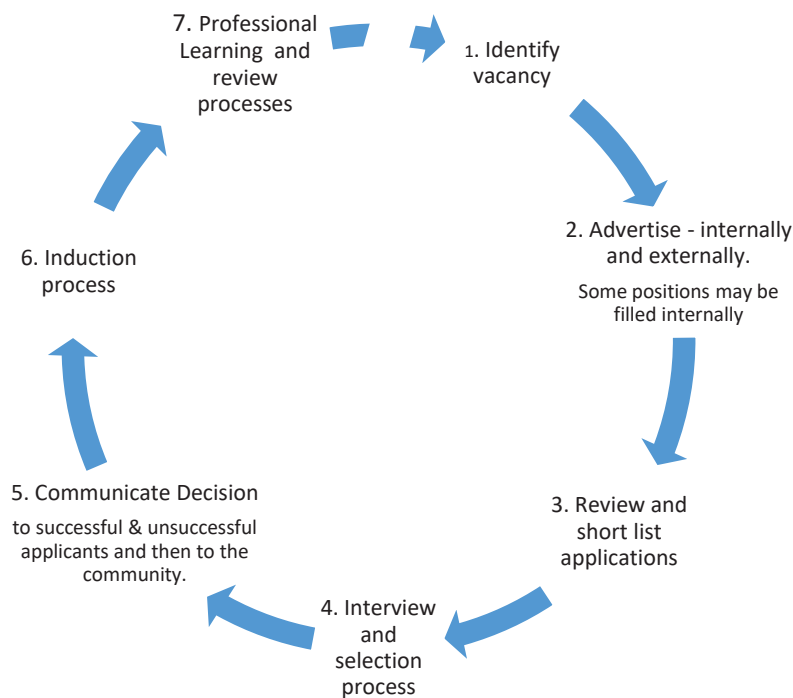 1. Identify
vacancy
2. Advertise - internally
and externally.
Some positions may be
filled internally
3. Review and
short list
applications
4. Interview
and
selection
process
5. Communicate Decision
to successful & unsuccessful
applicants and then to the
community.
6. Induction
process
7. Professional
Learning and
review
processes